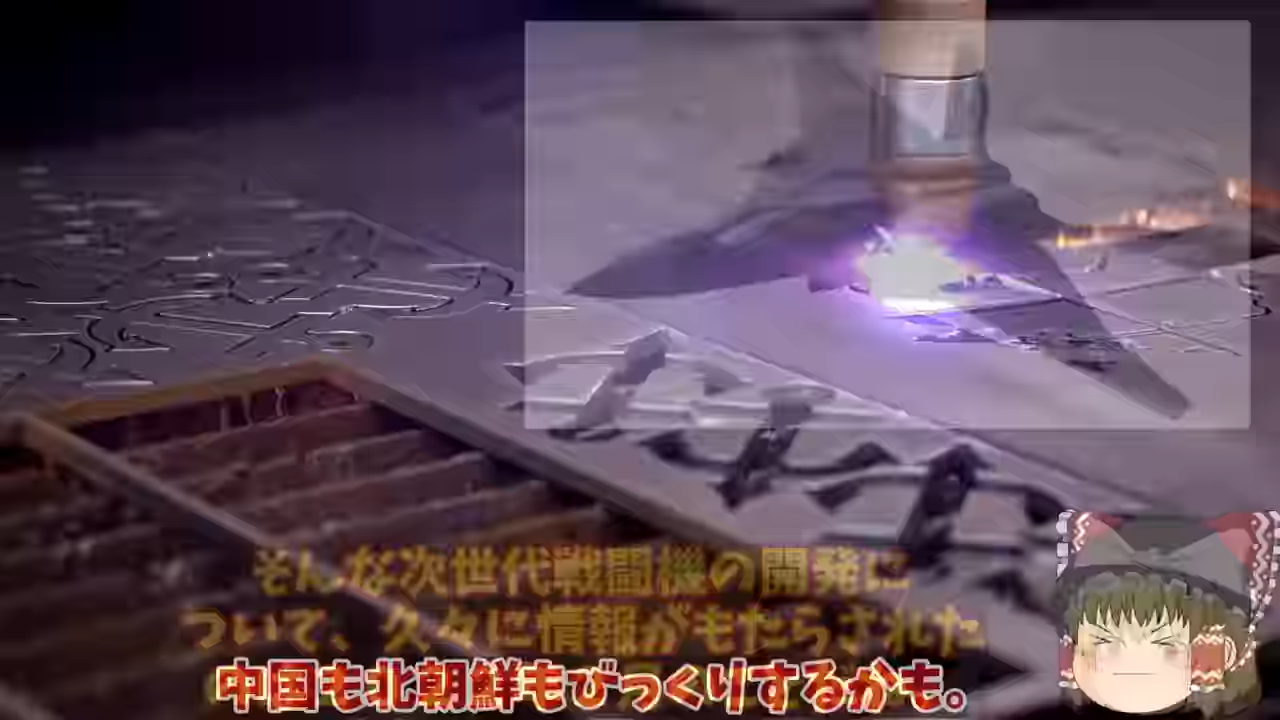 そんな次世代戦闘機の開発に
ついて、久々に情報がもたらされた
中国も北朝鮮もびっくりするかも。